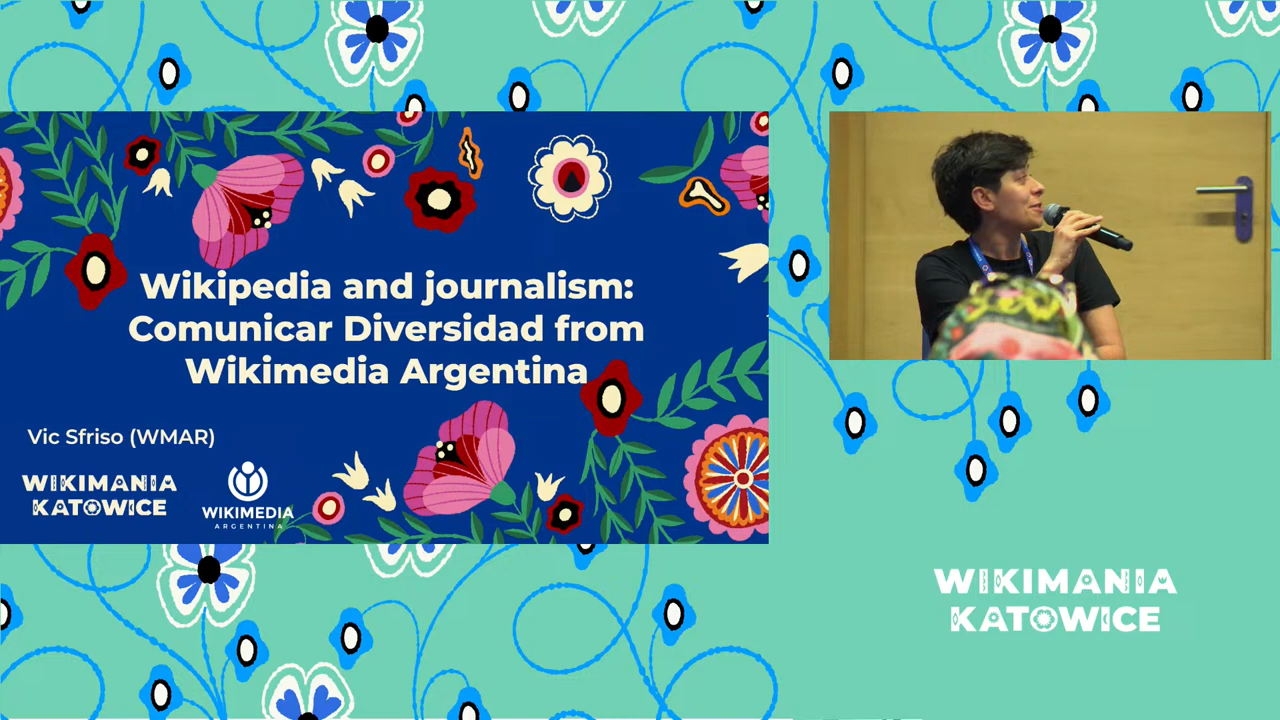 Wikipedia and journalism:
Comunicar Diversidad from
Wikimedia Argentina
Vic Sfriso (WMAR)
WIKIMANIA
KATOWICE
WIKIMEDIA
ARGENTINA
WIKIMANIA
KATOWICE